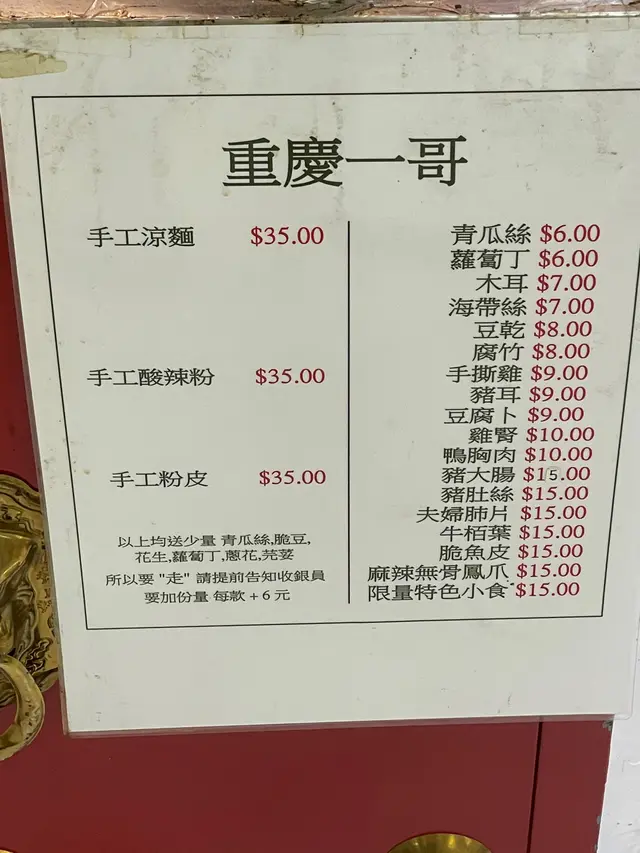 重慶一哥
手工涼麵 $35.00
手工酸辣粉 $35.00
手工粉皮 $35.00
以上均送少量 青瓜絲,脆豆,
花生,蘿蔔丁,蔥花,芫荽
所以要 "走" 請提前告知收銀員
要加份量 每款 + 6 元
青瓜絲 $6.00
蘿蔔丁 $6.00
木耳 $7.00
海帶絲 $7.00
豆乾 $8.00
腐竹 $8.00
手撕雞 $9.00
豬耳 $9.00
豆腐卜 $9.00
雞腎 $10.00
鴨胸肉 $10.00
豬大腸 $15.00
豬肚絲 $15.00
夫婦肺片 $15.00
牛栢葉 $15.00
脆魚皮 $15.00
麻辣無骨鳳爪 $15.00
限量特色小食 $15.00